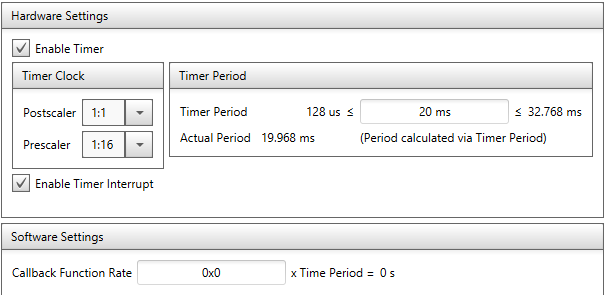 Hardware Settings
Enable Timer
Timer Clock
Postscaler 1:1
Prescaler 1:16
Timer Period
Timer Period 128 us ≤ 20 ms ≤ 32.768 ms
Actual Period 19.968 ms (Period calculated via Timer Period)
Enable Timer Interrupt
Software Settings
Callback Function Rate 0x0 x Time Period = 0 s